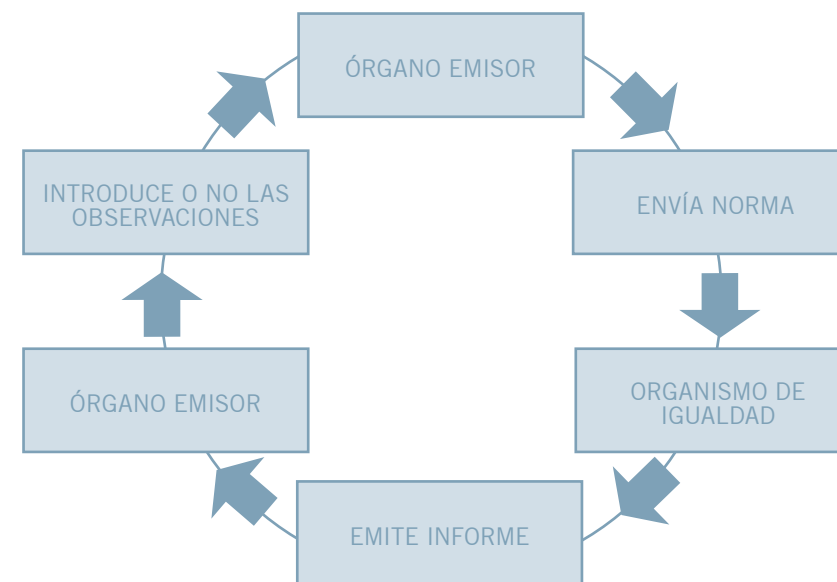 ÓRGANO EMISOR
ENVÍA NORMA
ORGANISMO DE
IGUALDAD
EMITE INFORME
ÓRGANO EMISOR
INTRODUCE O NO LAS
OBSERVACIONES